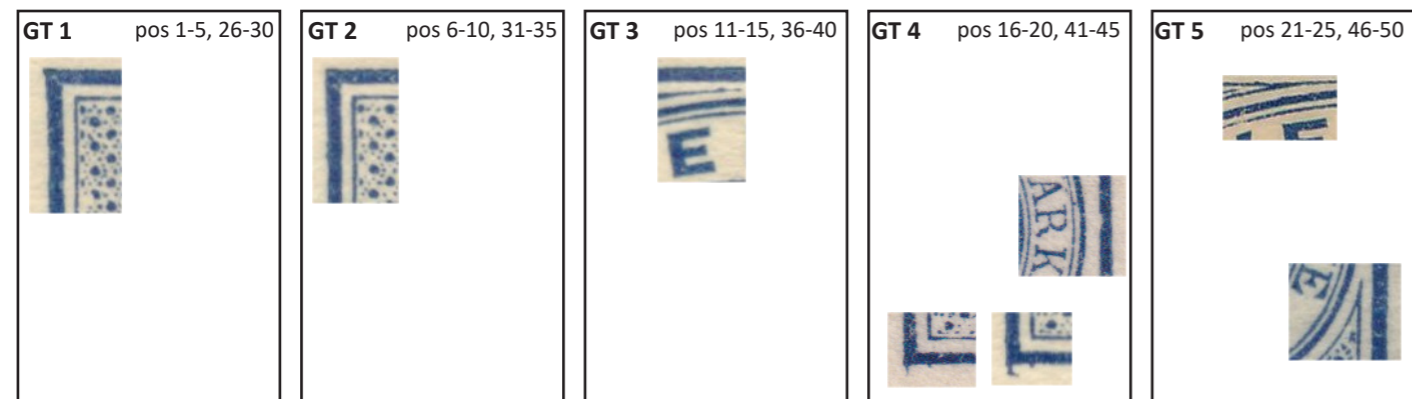 GT 1 pos 1-5, 26-30
GT 2 pos 6-10, 31-35
GT 3 pos 11-15, 36-40
GT 4 pos 16-20, 41-45
GT 5 pos 21-25, 46-50
E
LE
ARK
E